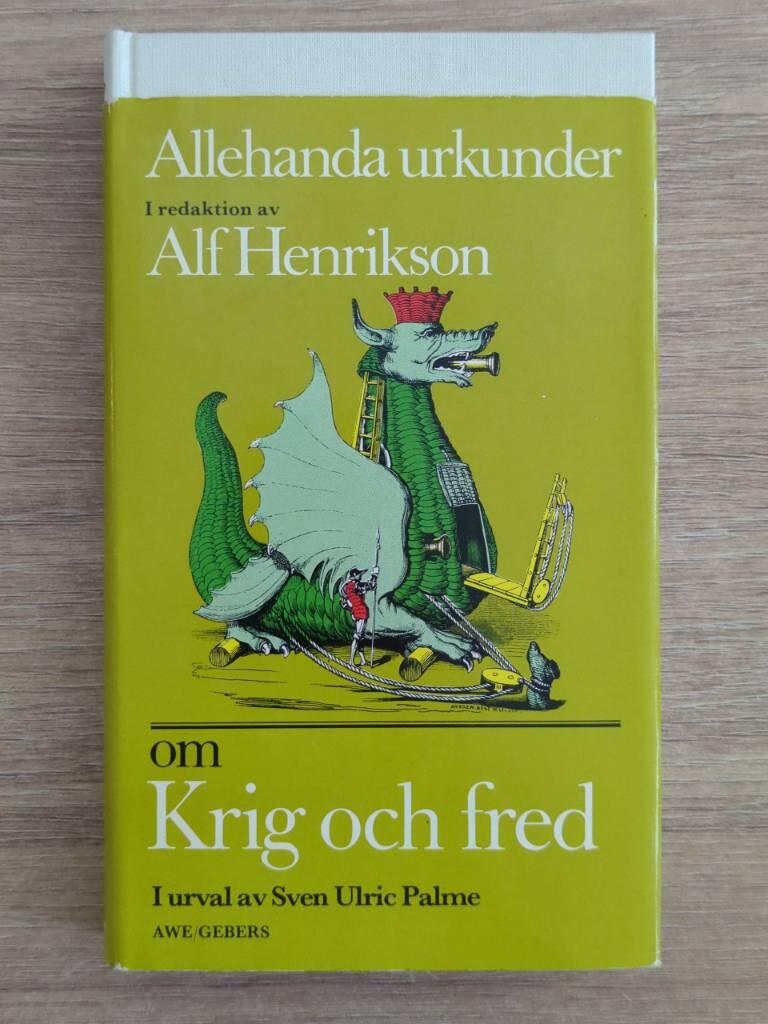 Allehanda urkunder
I redaktion av
Alf Henrikson
om
Krig och fred
I urval av Sven Ulric Palme
AWE/GEBERS